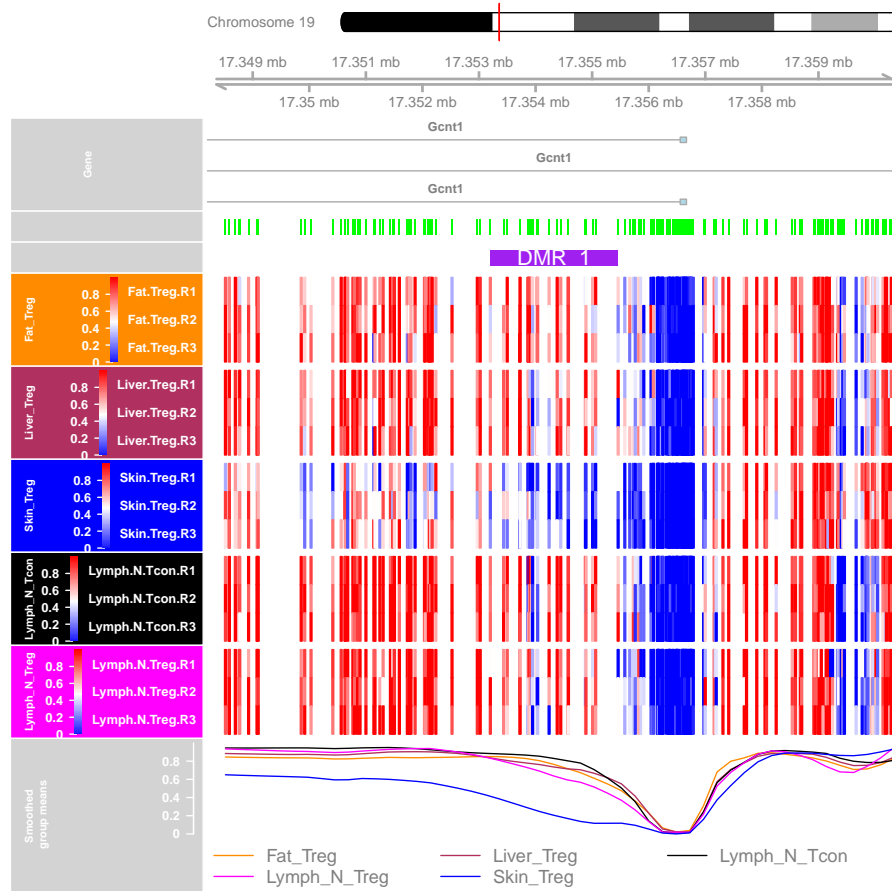 Chromosome 19
17.349 mb 17.351 mb 17.353 mb 17.355 mb 17.357 mb 17.359 mb
17.35 mb 17.352 mb 17.354 mb 17.356 mb 17.358 mb
Gene
Gcnt1
Gcnt1
Gcnt1
DMR_1
Fat_Treg
0.8
0.6
0.4
0.2
0
Fat.Treg.R1
Fat.Treg.R2
Fat.Treg.R3
Liver_Treg
0.8
0.6
0.4
0.2
0
Liver.Treg.R1
Liver.Treg.R2
Liver.Treg.R3
Skin_Treg
0.8
0.6
0.4
0.2
0
Skin.Treg.R1
Skin.Treg.R2
Skin.Treg.R3
Lymph_N_Tcon
0.8
0.6
0.4
0.2
0
Lymph.N.Tcon.R1
Lymph.N.Tcon.R2
Lymph.N.Tcon.R3
Lymph_N_Treg
0.8
0.6
0.4
0.2
0
Lymph.N.Treg.R1
Lymph.N.Treg.R2
Lymph.N.Treg.R3
Smoothed
group means
0.8
0.6
0.4
0.2
0
Fat_Treg Liver_Treg Lymph_N_Tcon
Lymph_N_Treg Skin_Treg